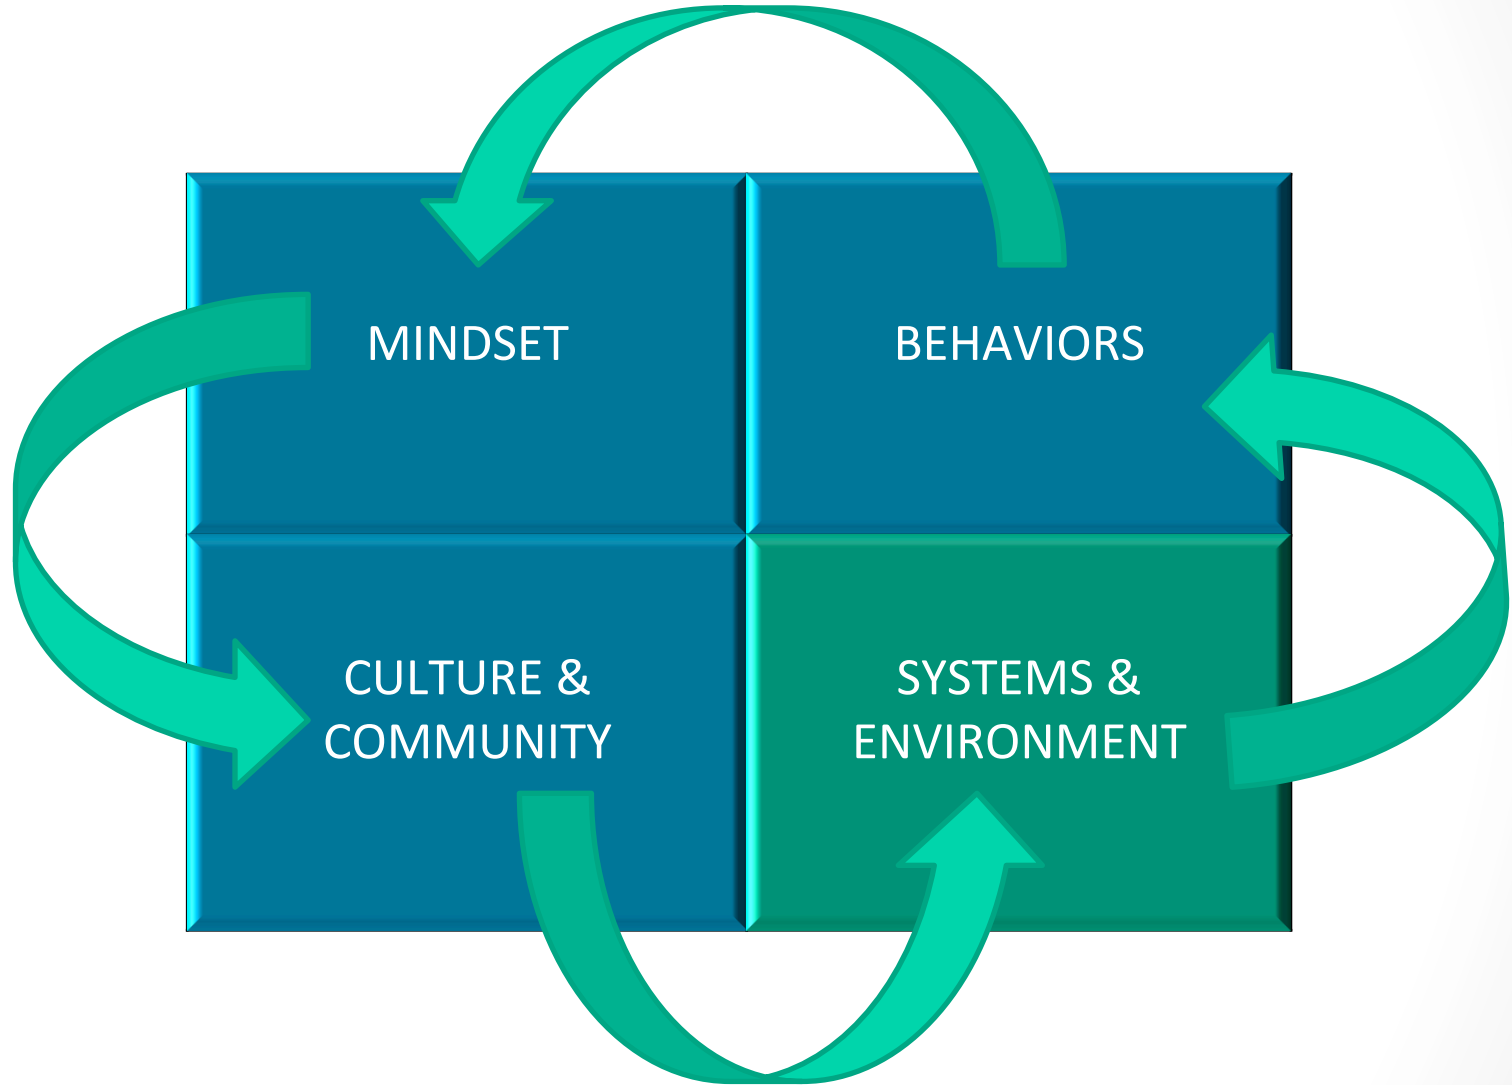 MINDSET
BEHAVIORS
CULTURE &
COMMUNITY
SYSTEMS &
ENVIRONMENT